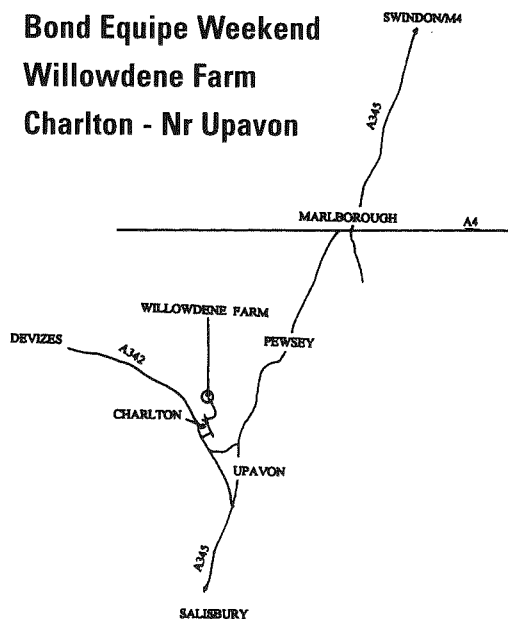 Bond Equipe Weekend
Willowdene Farm
Charlton - Nr Upavon
SWINDON/M4
A345
MARLBOROUGH
A4
WILLOWDENE FARM
DEVIZES
A342
PEWSEY
CHARLTON
UPAVON
A345
SALISBURY